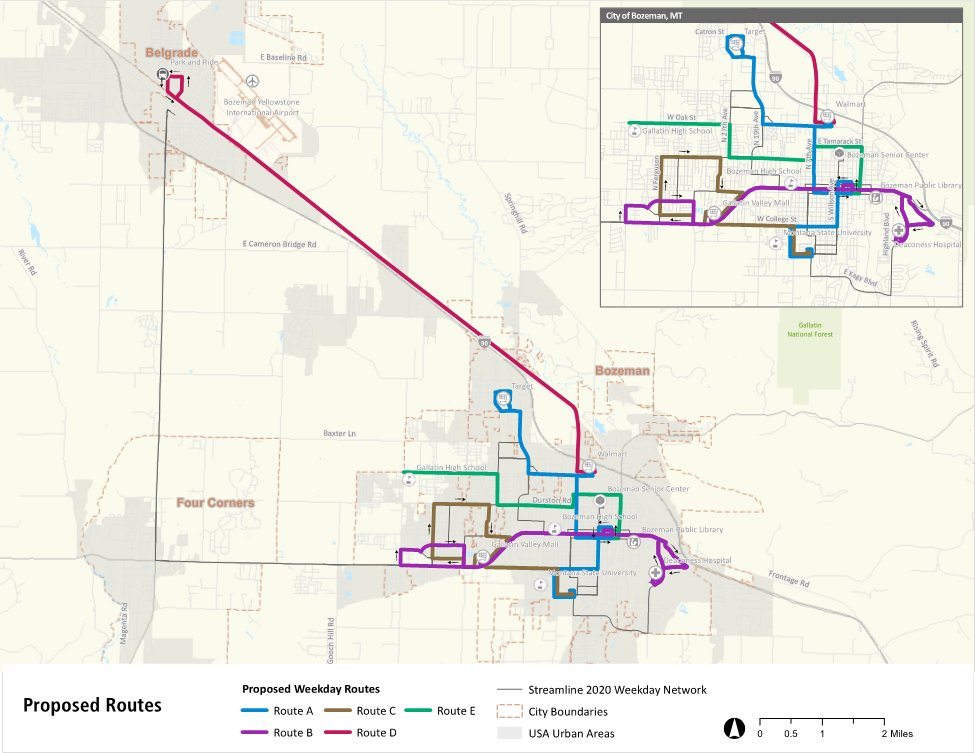 City of Bozeman, MT
Catron St
Target
90
Walmart
W Oak St
N 27th Ave
N 19th Ave
N 7th Ave
Gallatin High School
E Tamarack St
Bozeman Senior Center
N Ferguson
Bozeman High School
Bozeman Public Library
S Willson Ave
Gallatin Valley Mall
W College St
Montana State University
Highland Blvd
90
Deaconess Hospital
E Kagy Blvd
Belgrade
Park and Ride
E Baseline Rd
Bozeman Yellowstone
International Airport
Springhill Rd
River Rd
E Cameron Bridge Rd
90
Gallatin
National Forest
Rising Spirit Rd
Bozeman
Target
Baxter Ln
Walmart
Gallatin High School
Four Corners
Durston Rd
Bozeman Senior Center
Bozeman High School
Bozeman Public Library
Gallatin Valley Mall
Deaconess Hospital
Montana State University
Frontage Rd
Magenta Rd
Gooch Hill Rd
Proposed Routes
Proposed Weekday Routes
Route A
Route C
Route E
Route B
Route D
Streamline 2020 Weekday Network
City Boundaries
USA Urban Areas
0 0.5 1 2 Miles